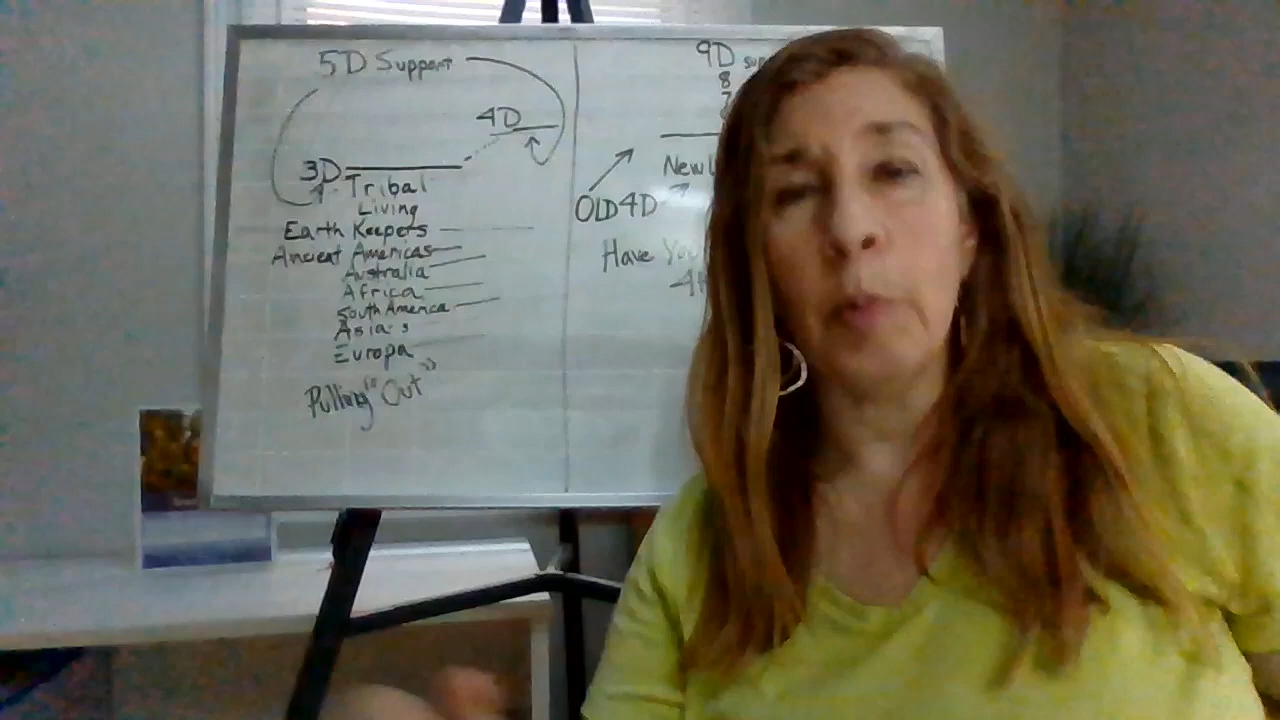 5D Support
4D
3D
Tribal
Living
Earth Keepers
Ancient Americas
Australia
Africa
South America
Asia
Europa
"Pulling Out"
9D
8
7
New
OLD 4D
Have